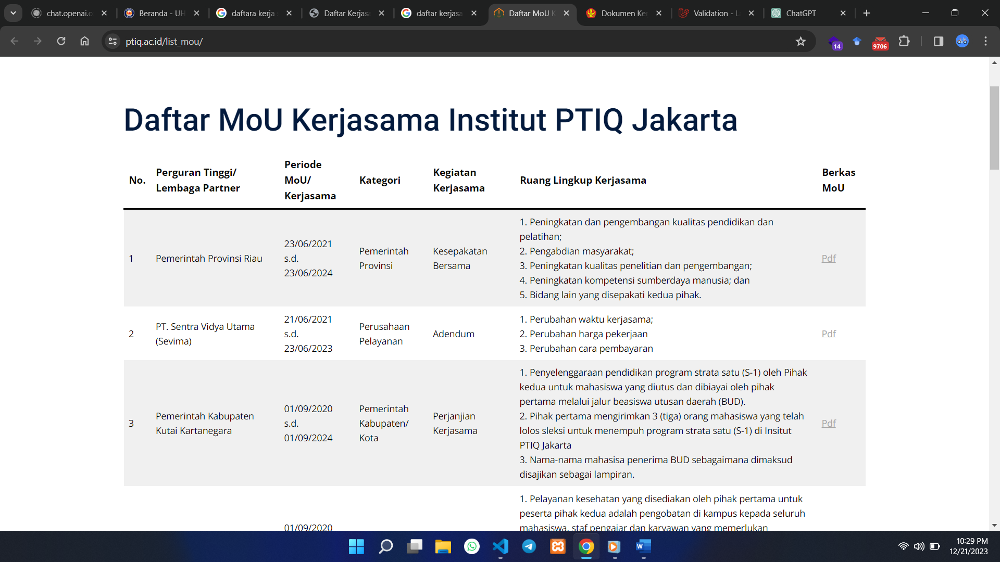 chat.openai.c
Beranda - UH
daftara kerja
Daftar Kerjasa
daftar kerjasa
Daftar MoU K
Dokumen Ke
Validation - L
ChatGPT
ptiq.ac.id/list_mou/
14
9706
Daftar MoU Kerjasama Institut PTIQ Jakarta
No.
Perguran Tinggi/
Lembaga Partner
Periode
MoU/
Kerjasama
Kategori
Kegiatan
Kerjasama
Ruang Lingkup Kerjasama
Berkas
MoU
1
Pemerintah Provinsi Riau
23/06/2021
s.d.
23/06/2024
Pemerintah
Provinsi
Kesepakatan
Bersama
1. Peningkatan dan pengembangan kualitas pendidikan dan
pelatihan;
2. Pengabdian masyarakat;
3. Peningkatan kualitas penelitian dan pengembangan;
4. Peningkatan kompetensi sumberdaya manusia; dan
5. Bidang lain yang disepakati kedua pihak.
Pdf
2
PT. Sentra Vidya Utama
(Sevima)
21/06/2021
s.d.
23/06/2023
Perusahaan
Pelayanan
Adendum
1. Perubahan waktu kerjasama;
2. Perubahan harga pekerjaan
3. Perubahan cara pembayaran
Pdf
3
Pemerintah Kabupaten
Kutai Kartanegara
01/09/2020
s.d.
01/09/2024
Pemerintah
Kabupaten/
Kota
Perjanjian
Kerjasama
1. Penyelenggaraan pendidikan program strata satu (S-1) oleh Pihak
kedua untuk mahasiswa yang diutus dan dibiayai oleh pihak
pertama melalui jalur beasiswa utusan daerah (BUD).
2. Pihak pertama mengirimkan 3 (tiga) orang mahasiswa yang telah
lolos sleksi untuk menempuh program strata satu (S-1) di Insitut
PTIQ Jakarta
3. Nama-nama mahasisa penerima BUD sebagaimana dimaksud
disajikan sebagai lampiran.
Pdf
01/09/2020
1. Pelayanan kesehatan yang disediakan oleh pihak pertama untuk
peserta pihak kedua adalah pengobatan di kampus kepada seluruh
mahasiswa, staf pengajar dan karyawan yang memerlukan
10:29 PM
12/21/2023